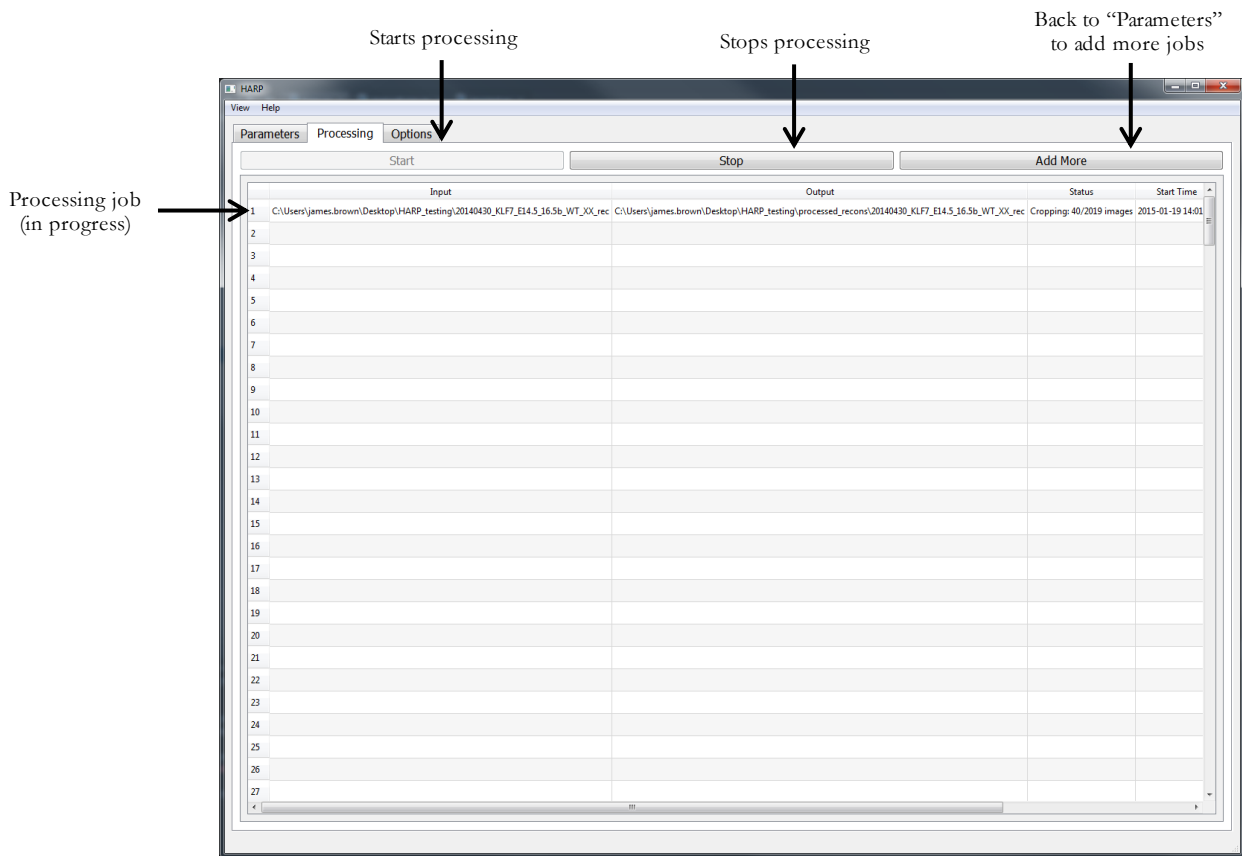 Starts processing
Stops processing
Back to “Parameters”
to add more jobs
HARP
View Help
Parameters Processing Options
Start Stop Add More
Input Output Status Start Time
Processing job
(in progress)
1 C:\Users\james.brown\Desktop\HARP_testing\20140430_KLF7_E14.5_16.5b_WT_XX_rec C:\Users\james.brown\Desktop\HARP_testing\processed_recons\20140430_KLF7_E14.5_16.5b_WT_XX_rec Cropping: 40/2019 images 2015-01-19 14:01
2
3
4
5
6
7
8
9
10
11
12
13
14
15
16
17
18
19
20
21
22
23
24
25
26
27